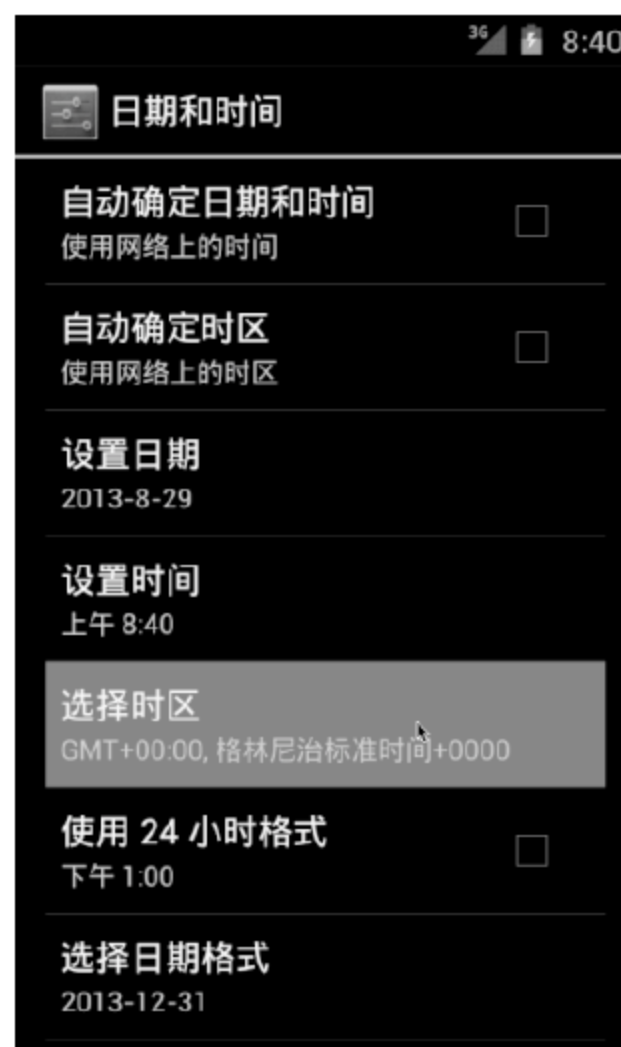 3G 8:40
日期和时间
自动确定日期和时间
使用网络上的时间
自动确定时区
使用网络上的时区
设置日期
2013-8-29
设置时间
上午 8:40
选择时区
GMT+00:00, 格林尼治标准时间+0000
使用 24 小时格式
下午 1:00
选择日期格式
2013-12-31